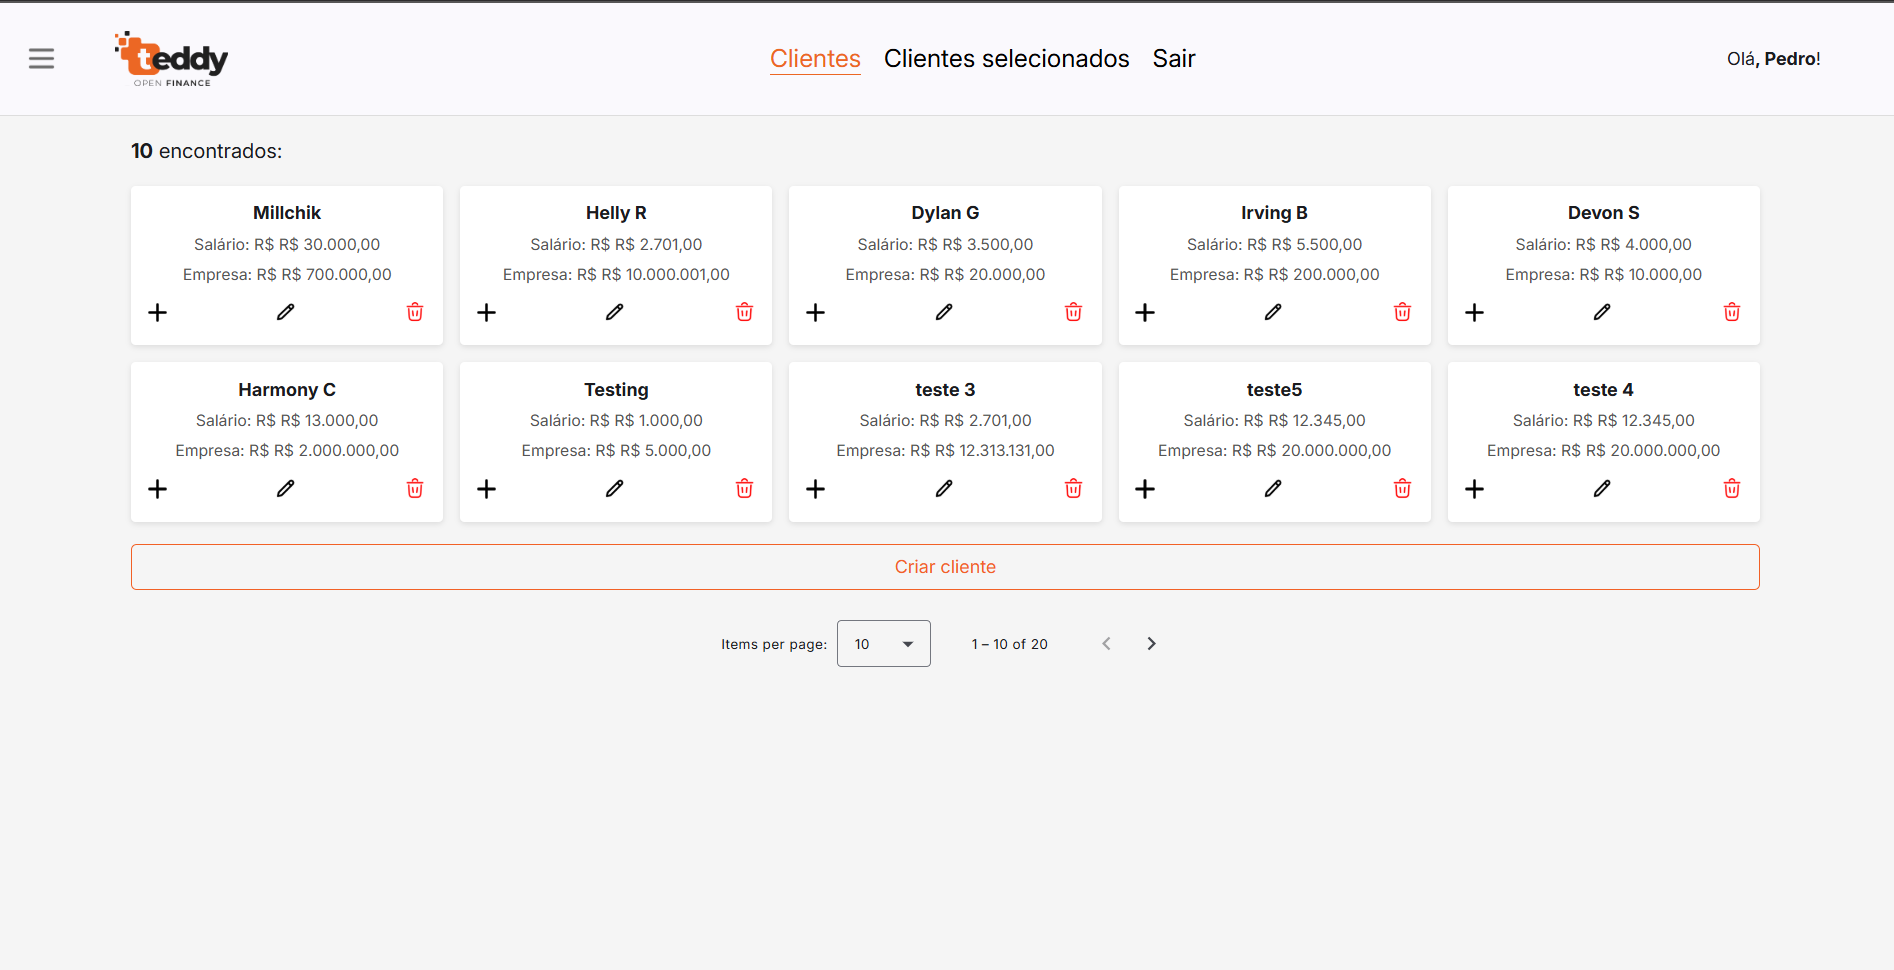 teddy
OPEN FINANCE
Clientes Clientes selecionados Sair
Olá, Pedro!
10 encontrados:
Millchik
Salário: R$ R$ 30.000,00
Empresa: R$ R$ 700.000,00
Helly R
Salário: R$ R$ 2.701,00
Empresa: R$ R$ 10.000.001,00
Dylan G
Salário: R$ R$ 3.500,00
Empresa: R$ R$ 20.000,00
Irving B
Salário: R$ R$ 5.500,00
Empresa: R$ R$ 200.000,00
Devon S
Salário: R$ R$ 4.000,00
Empresa: R$ R$ 10.000,00
Harmony C
Salário: R$ R$ 13.000,00
Empresa: R$ R$ 2.000.000,00
Testing
Salário: R$ R$ 1.000,00
Empresa: R$ R$ 5.000,00
teste 3
Salário: R$ R$ 2.701,00
Empresa: R$ R$ 12.313.131,00
teste5
Salário: R$ R$ 12.345,00
Empresa: R$ R$ 20.000.000,00
teste 4
Salário: R$ R$ 12.345,00
Empresa: R$ R$ 20.000.000,00
Criar cliente
Items per page: 10 1 – 10 of 20